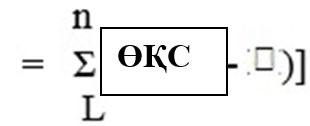 n
= Σ ӨҚС - □)]
L